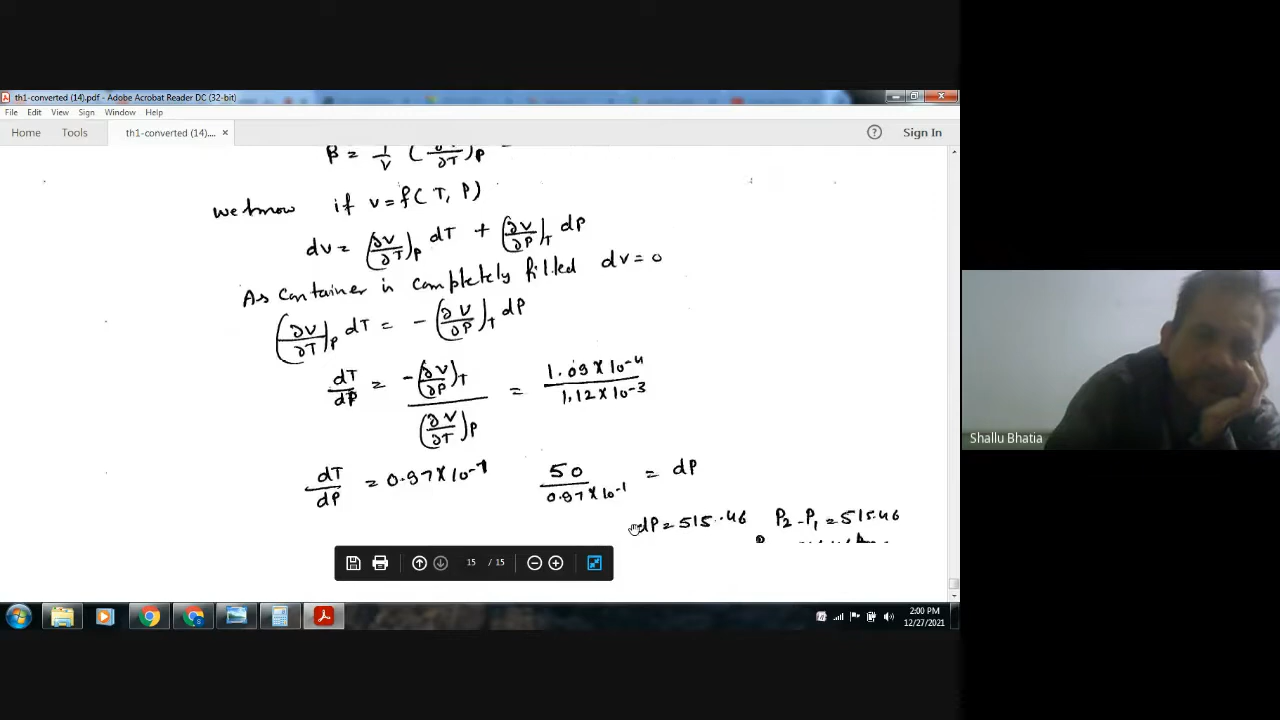 th1-converted (14).pdf - Adobe Acrobat Reader DC (32-bit)
File Edit View Sign Window Help
Home Tools th1-converted (14).... × ? Sign In
β = 1/V (∂V/∂T)P =
we know if v = f(T, P)
dv = (∂V/∂T)P dT + (∂V/∂P)T dP
As container is completely filled dv = 0
(∂V/∂T)P dT = - (∂V/∂P)T dP
dT/dP = -(∂V/∂P)T / (∂V/∂T)P = 1.09 × 10-4 / 1.12 × 10-3
dT/dP = 0.97 × 10-1 50 / 0.97 × 10-1 = dP
dP = 515.46 P2 - P1 = 515.46
15 / 15
Shallu Bhatia
2:00 PM
12/27/2021